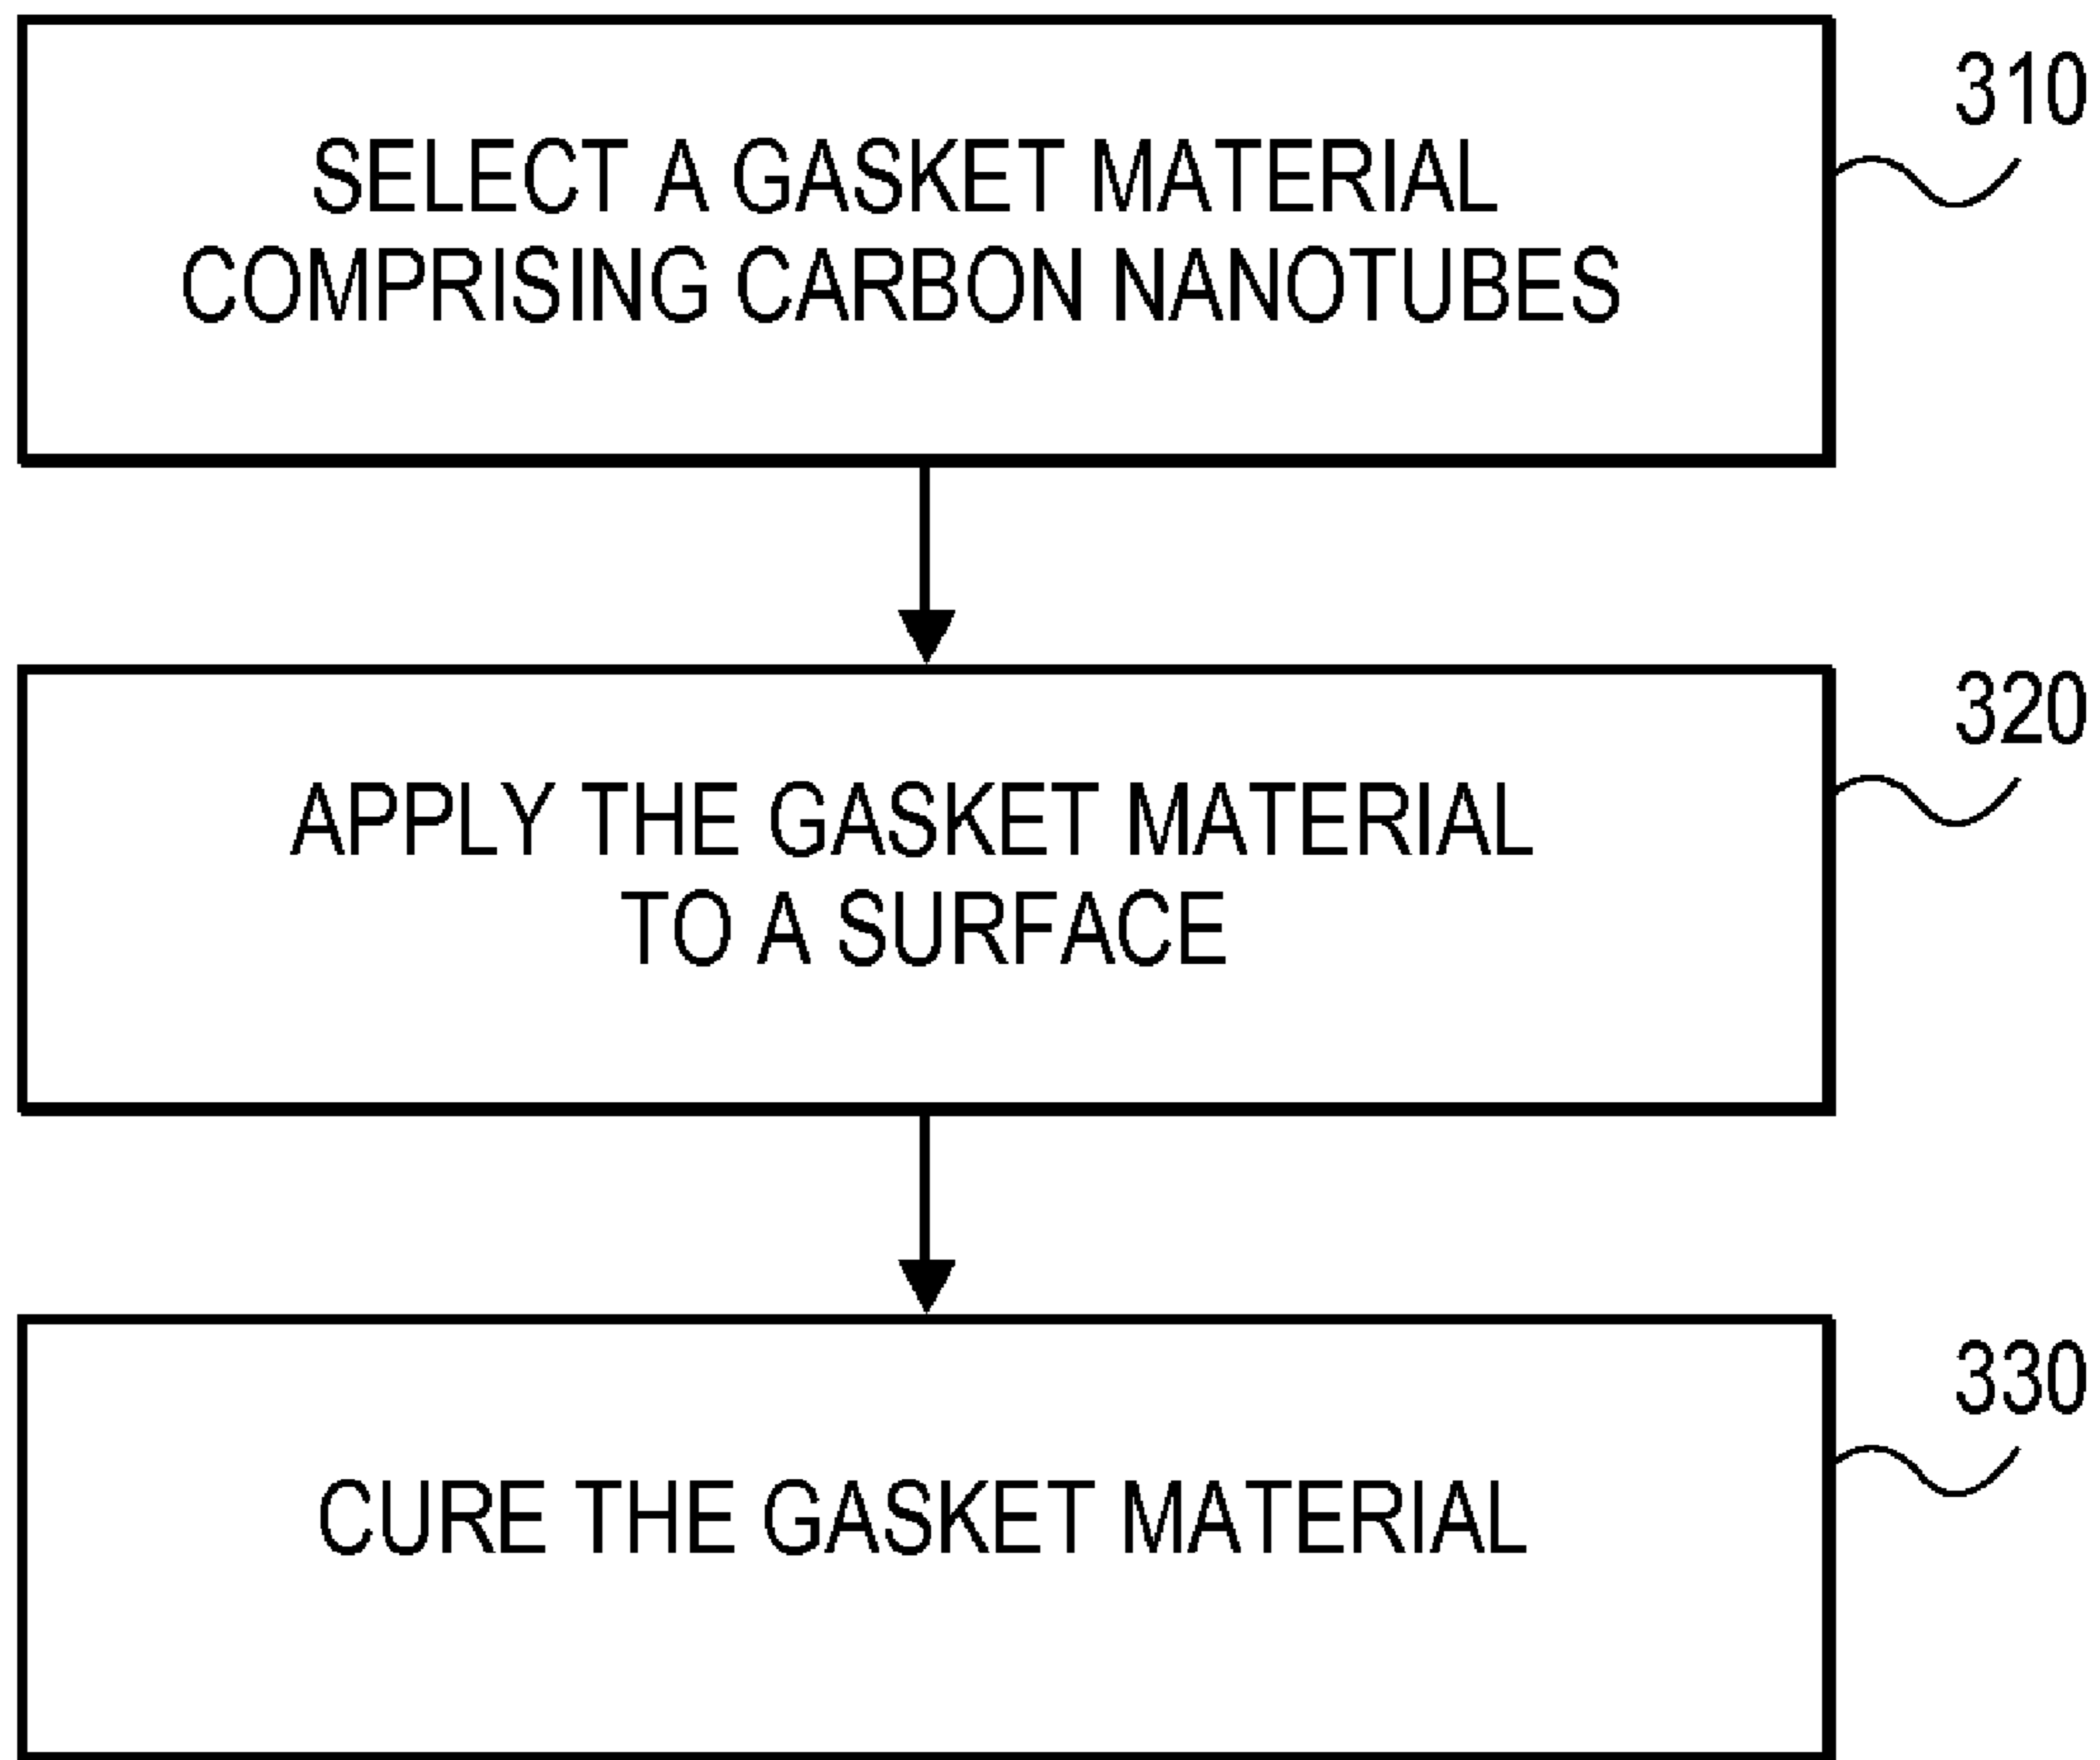 310
SELECT A GASKET MATERIAL
COMPRISING CARBON NANOTUBES
320
APPLY THE GASKET MATERIAL
TO A SURFACE
330
CURE THE GASKET MATERIAL